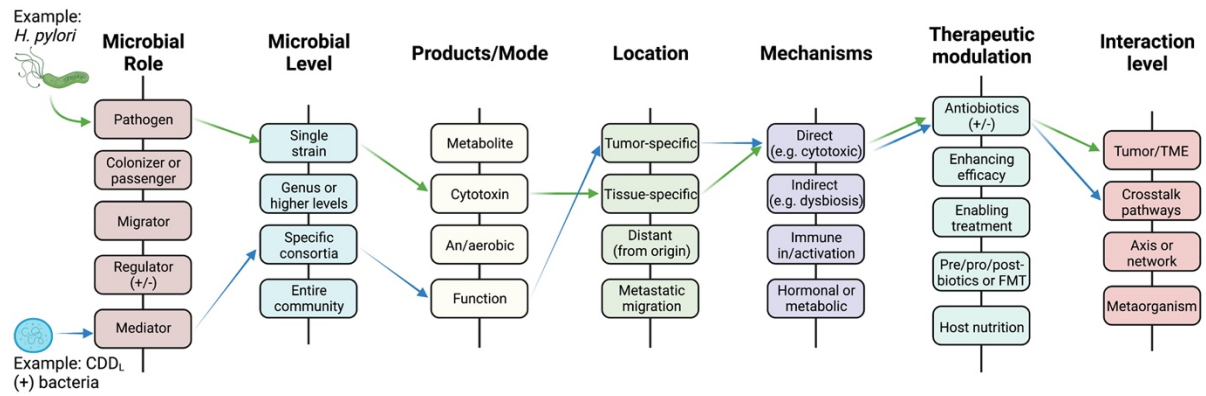 Example:
H. pylori
Microbial
Role
Pathogen
Colonizer or
passenger
Migrator
Regulator
(+/-)
Mediator
Example: CDDL
(+) bacteria
Microbial
Level
Single
strain
Genus or
higher levels
Specific
consortia
Entire
community
Products/Mode
Metabolite
Cytotoxin
An/aerobic
Function
Location
Tumor-specific
Tissue-specific
Distant
(from origin)
Metastatic
migration
Mechanisms
Direct
(e.g. cytotoxic)
Indirect
(e.g. dysbiosis)
Immune
in/activation
Hormonal or
metabolic
Therapeutic
modulation
Antiobiotics
(+/-)
Enhancing
efficacy
Enabling
treatment
Pre/pro/post-
biotics or FMT
Host nutrition
Interaction
level
Tumor/TME
Crosstalk
pathways
Axis or
network
Metaorganism